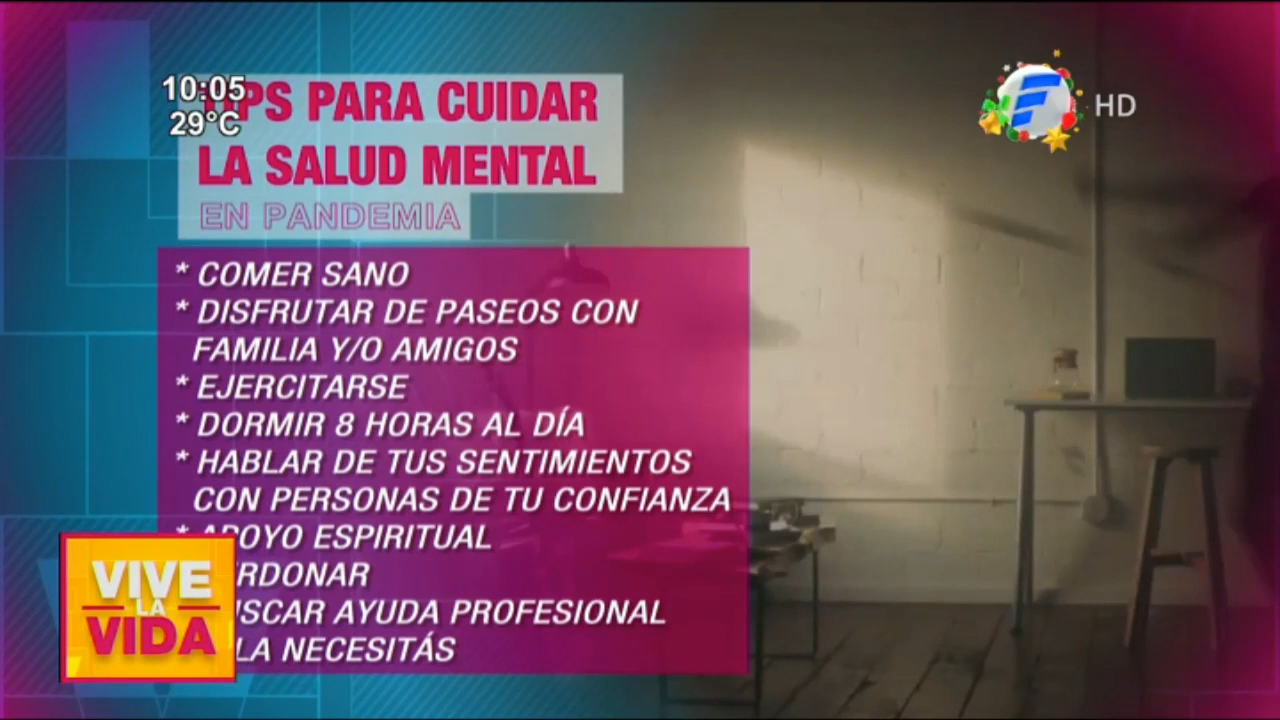 10:05
29°C
TIPS PARA CUIDAR
LA SALUD MENTAL
EN PANDEMIA
* COMER SANO
* DISFRUTAR DE PASEOS CON
FAMILIA Y/O AMIGOS
* EJERCITARSE
* DORMIR 8 HORAS AL DÍA
* HABLAR DE TUS SENTIMIENTOS
CON PERSONAS DE TU CONFIANZA
* APOYO ESPIRITUAL
PERDONAR
BUSCAR AYUDA PROFESIONAL
LA NECESITÁS
VIVE
LA
VIDA
HD